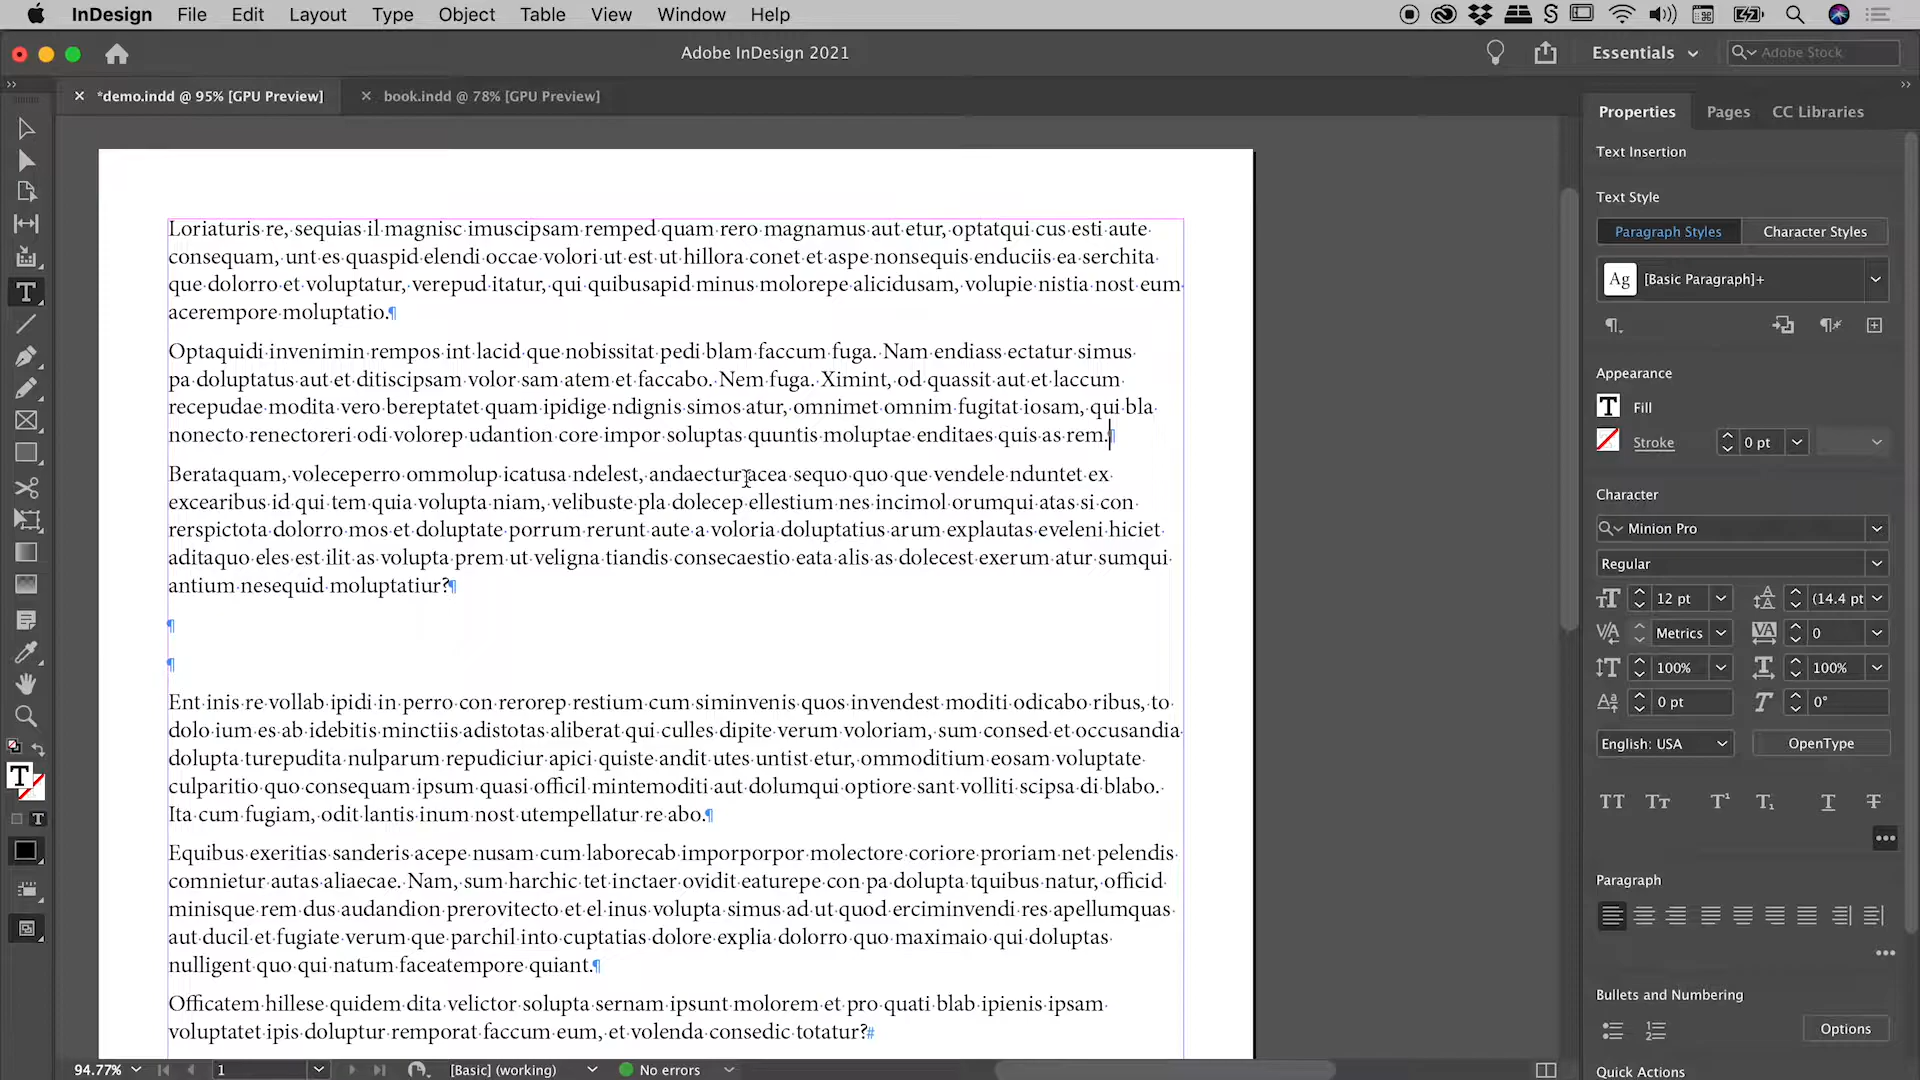 InDesign File Edit Layout Type Object Table View Window Help
Adobe InDesign 2021
Essentials
Adobe Stock
*demo.indd @ 95% [GPU Preview]
book.indd @ 78% [GPU Preview]
Properties Pages CC Libraries
Text Insertion
Text Style
Paragraph Styles Character Styles
Ag [Basic Paragraph]+
Appearance
Fill
Stroke 0 pt
Character
Minion Pro
Regular
12 pt (14.4 pt
Metrics 0
100% 100%
0 pt 0°
English: USA OpenType
Paragraph
Bullets and Numbering
Options
Quick Actions
Loriaturis re, sequias il magnisc imuscipsam remped quam rero magnamus aut etur, optatqui cus esti aute
consequam, unt es quaspid elendi occae volori ut est ut hillora conet et aspe nonsequis enduciis ea serchita
que dolorro et voluptatur, verepud itatur, qui quibusapid minus molorepe alicidusam, volupie nistia nost eum
acerempore moluptatio.¶
Optaquidi invenimin rempos int lacid que nobissitat pedi blam faccum fuga. Nam endiass ectatur simus
pa doluptatus aut et ditiscipsam volor sam atem et faccabo. Nem fuga. Ximint, od quassit aut et laccum
recepudae modita vero bereptatet quam ipidige ndignis simos atur, omnimet omnim fugitat iosam, qui bla
nonecto renectoreri odi volorep udantion core impor soluptas quuntis moluptae enditaes quis as rem.¶
Berataquam, voleceperro ommolup icatusa ndelest, andaectur acea sequo quo que vendele nduntet ex
excearibus id qui tem quia volupta niam, velibuste pla dolecep ellestium nes incimol orumqui atas si con
rerspictota dolorro mos et doluptate porrum rerunt aute a voloria doluptatius arum explautas eveleni hiciet
aditaquo eles est ilit as volupta prem ut veligna tiandis consecaestio eata alis as dolecest exerum atur sumqui
antium nesequid moluptatiur?¶
¶
¶
Ent inis re vollab ipidi in perro con rerorep restium cum siminvenis quos invendest moditi odicabo ribus, to
dolo ium es ab idebitis minctiis adistotas aliberat qui culles dipite verum voloriam, sum consed et occusandia
dolupta turepudita nulparum repudiciur apici quiste andit utes untist etur, ommoditium eosam voluptate
culparitio quo consequam ipsum quasi officil mintemoditi aut dolumqui optiore sant volliti scipsa di blabo.
Ita cum fugiam, odit lantis inum nost utempellatur re abo.¶
Equibus exeritias sanderis acepe nusam cum laborecab imporporpor molectore coriore proriam net pelendis
comnietur autas aliaecae. Nam, sum harchic tet inctaer ovidit eaturepe con pa dolupta tquibus natur, officid
minisque rem dus audandion prerovitecto et el inus volupta simus ad ut quod erciminvendi res apellumquas
aut ducil et fugiate verum que parchil into cuptatias dolore explia dolorro quo maximaio qui doluptas
nulligent quo qui natum faceatempore quiant.¶
Officatem hillese quidem dita velictor solupta sernam ipsunt molorem et pro quati blab ipienis ipsam
voluptatet ipis doluptur remporat faccum eum, et volenda consedic totatur?#
94.77% 1 [Basic] (working) No errors